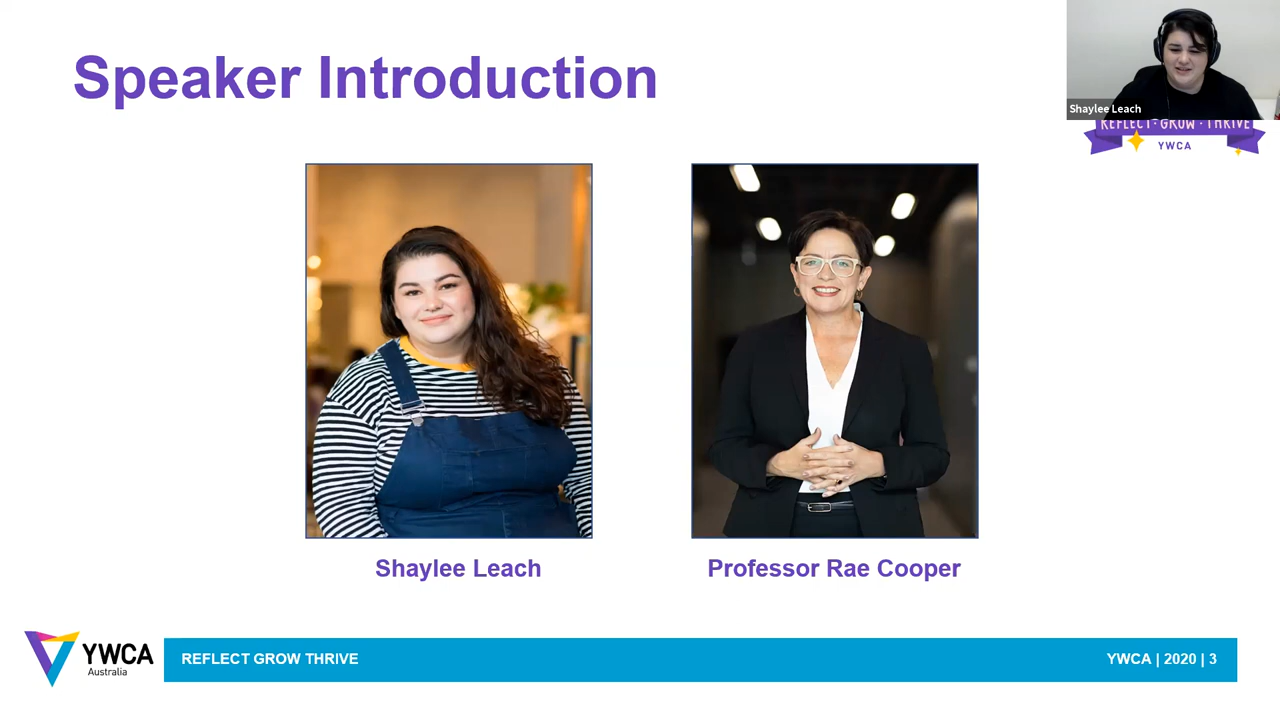 Speaker Introduction
Shaylee Leach
REFLECT · GROW · THRIVE
YWCA
Shaylee Leach
Professor Rae Cooper
YWCA
Australia
REFLECT GROW THRIVE
YWCA | 2020 | 3